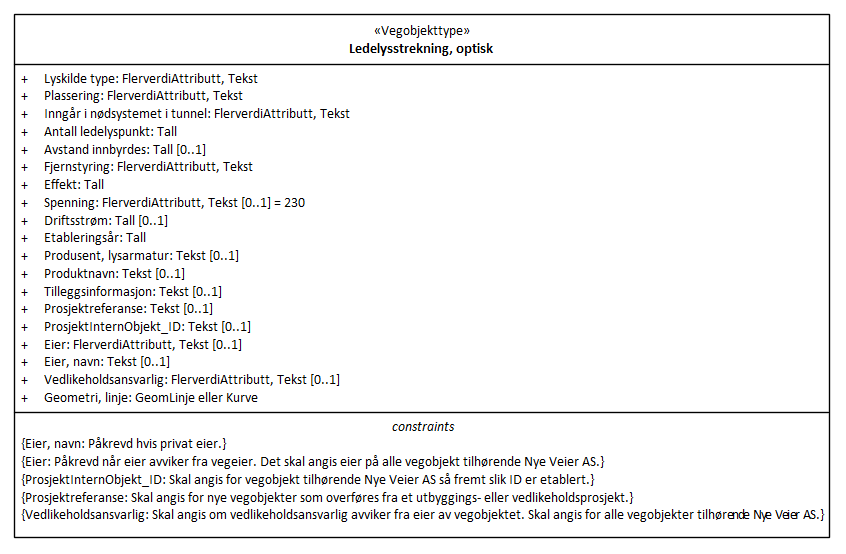 «Vegobjekttype»
Ledelysstrekning, optisk
+ Lyskilde type: FlerverdiAttributt, Tekst
+ Plassering: FlerverdiAttributt, Tekst
+ Inngår i nødsystemet i tunnel: FlerverdiAttributt, Tekst
+ Antall ledelyspunkt: Tall
+ Avstand innbyrdes: Tall [0..1]
+ Fjernstyring: FlerverdiAttributt, Tekst
+ Effekt: Tall
+ Spenning: FlerverdiAttributt, Tekst [0..1] = 230
+ Driftsstrøm: Tall [0..1]
+ Etableringsår: Tall
+ Produsent, lysarmatur: Tekst [0..1]
+ Produktnavn: Tekst [0..1]
+ Tilleggsinformasjon: Tekst [0..1]
+ Prosjektreferanse: Tekst [0..1]
+ ProsjektInternObjekt_ID: Tekst [0..1]
+ Eier: FlerverdiAttributt, Tekst [0..1]
+ Eier, navn: Tekst [0..1]
+ Vedlikeholdsansvarlig: FlerverdiAttributt, Tekst [0..1]
+ Geometri, linje: GeomLinje eller Kurve
constraints
{Eier, navn: Påkrevd hvis privat eier.}
{Eier: Påkrevd når eier avviker fra vegeier. Det skal angis eier på alle vegobjekt tilhørende Nye Veier AS.}
{ProsjektInternObjekt_ID: Skal angis for vegobjekt tilhørende Nye Veier AS så fremt slik ID er etablert.}
{Prosjektreferanse: Skal angis for nye vegobjekter som overføres fra et utbyggings- eller vedlikeholdsprosjekt.}
{Vedlikeholdsansvarlig: Skal angis om vedlikeholdsansvarlig avviker fra eier av vegobjektet. Skal angis for alle vegobjekter tilhørende Nye Veier AS.}